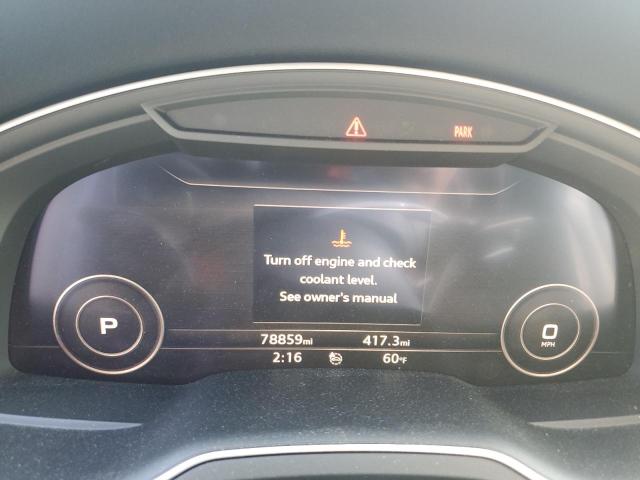 PARK
Turn off engine and check
coolant level.
See owner's manual
P
0
MPH
78859mi 417.3mi
2:16 60°F